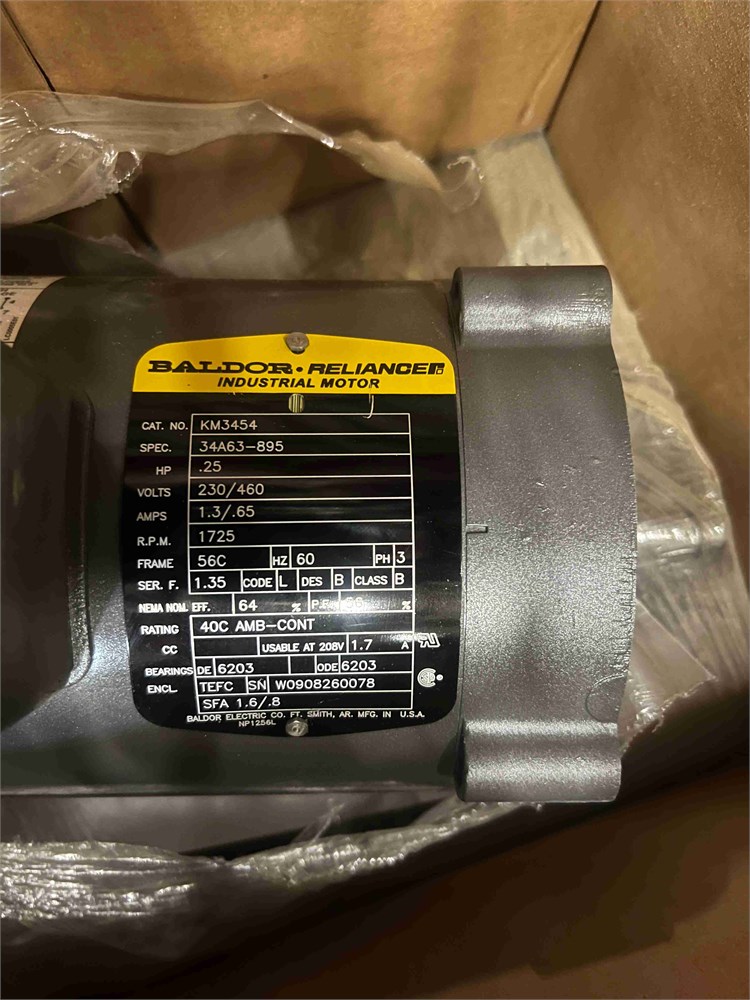 BALDOR • RELIANCER
INDUSTRIAL MOTOR
CAT. NO. KM3454
SPEC. 34A63-895
HP .25
VOLTS 230/460
AMPS 1.3/.65
R.P.M. 1725
FRAME 56C HZ 60 PH 3
SER. F. 1.35 CODE L DES B CLASS B
NEMA NOM. EFF. 64 % P.F. %
RATING 40C AMB-CONT
CC USABLE AT 208V 1.7 A
BEARINGS DE 6203 ODE 6203
ENCL. TEFC SN W0908260078
SFA 1.6/.8
BALDOR ELECTRIC CO. FT. SMITH, AR. MFG. IN U.S.A.
NP1256L